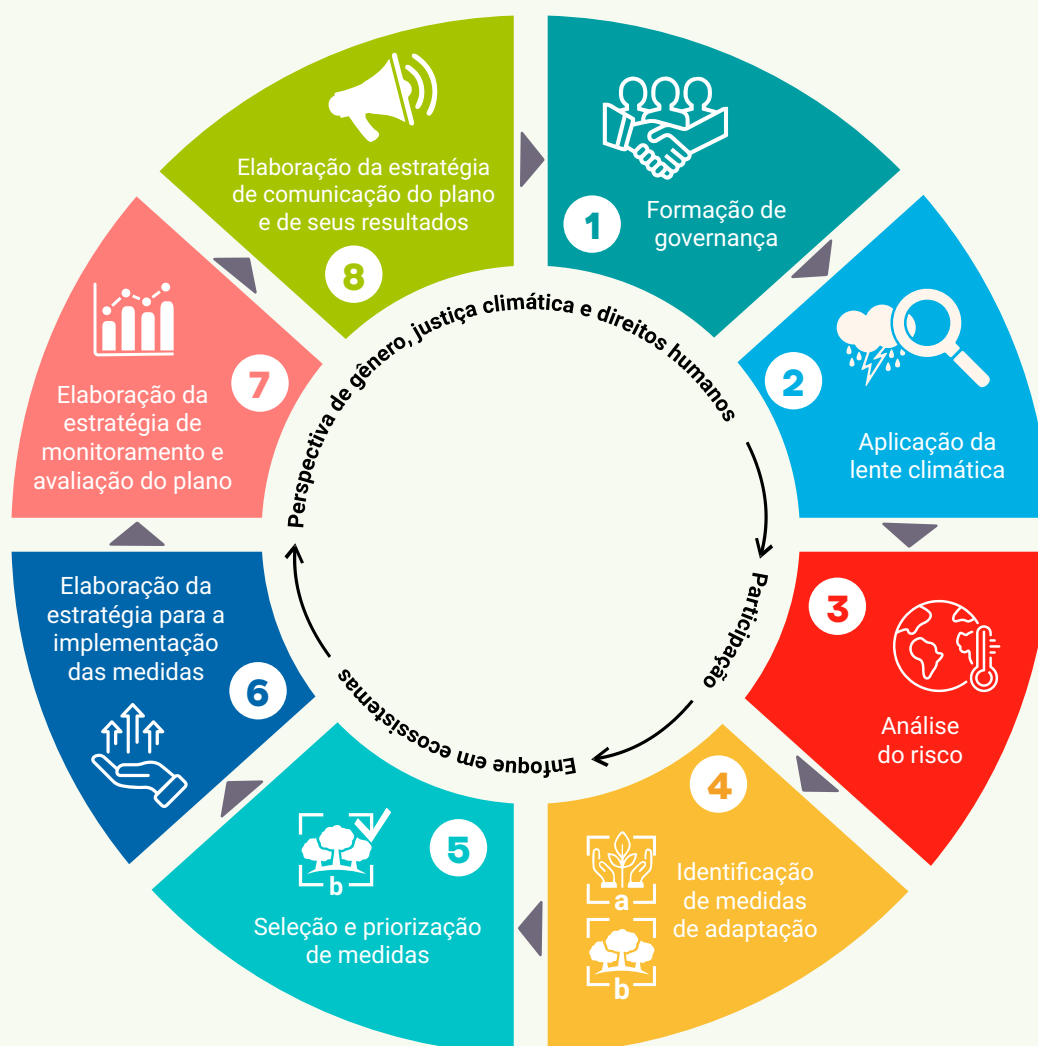 1
Formação de
governança
2
Aplicação da
lente climática
3
Análise
do risco
4
a
b
Identificação
de medidas
de adaptação
5
b
Seleção e priorização
de medidas
6
Elaboração da
estratégia para a
implementação
das medidas
7
Elaboração da
estratégia de
monitoramento e
avaliação do plano
8
Elaboração da estratégia
de comunicação do plano
e de seus resultados
Perspectiva de gênero, justiça climática e direitos humanos
Participação
Enfoque em ecossistemas